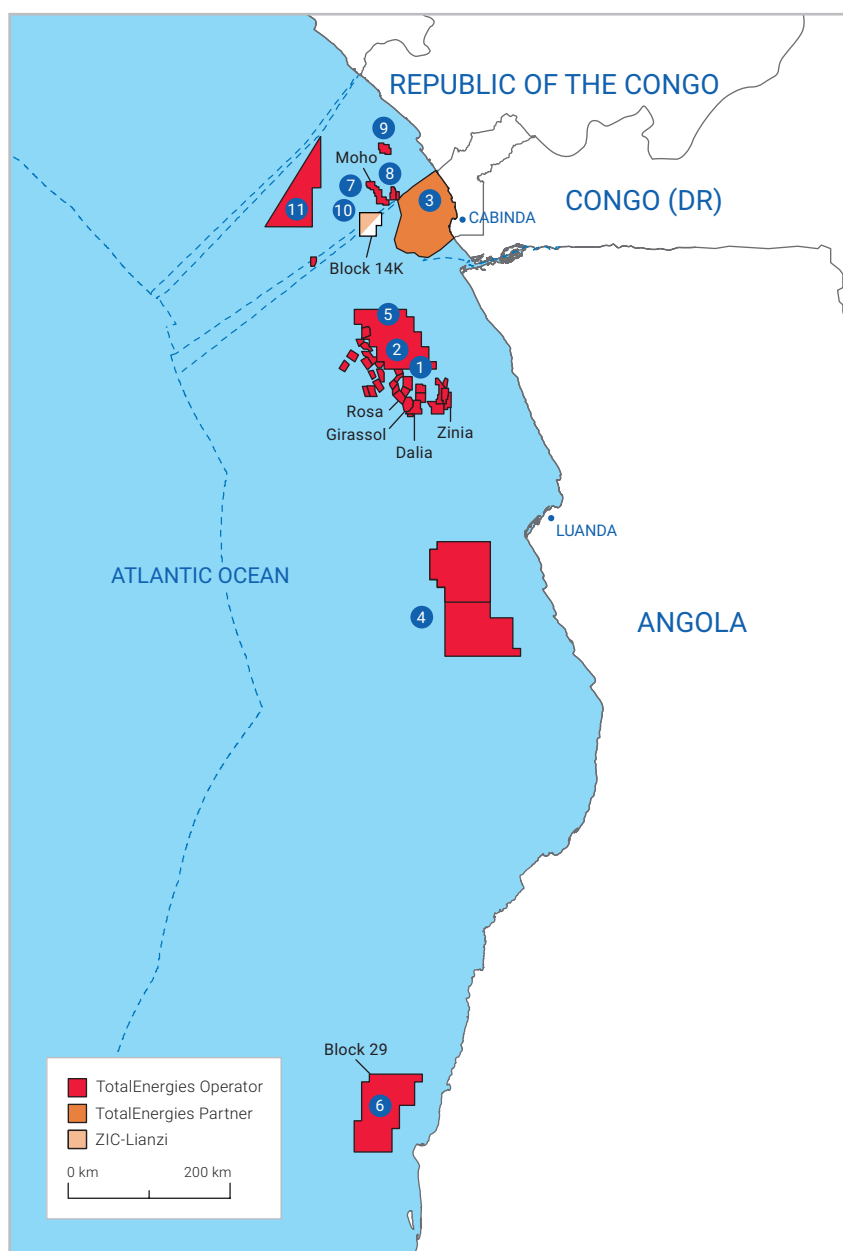 REPUBLIC OF THE CONGO
9
Moho
8
7
3
CONGO (DR)
11
10
CABINDA
Block 14K
5
2
1
Rosa
Girassol
Zinia
Dalia
LUANDA
ATLANTIC OCEAN
4
ANGOLA
Block 29
6
TotalEnergies Operator
TotalEnergies Partner
ZIC-Lianzi
0 km 200 km